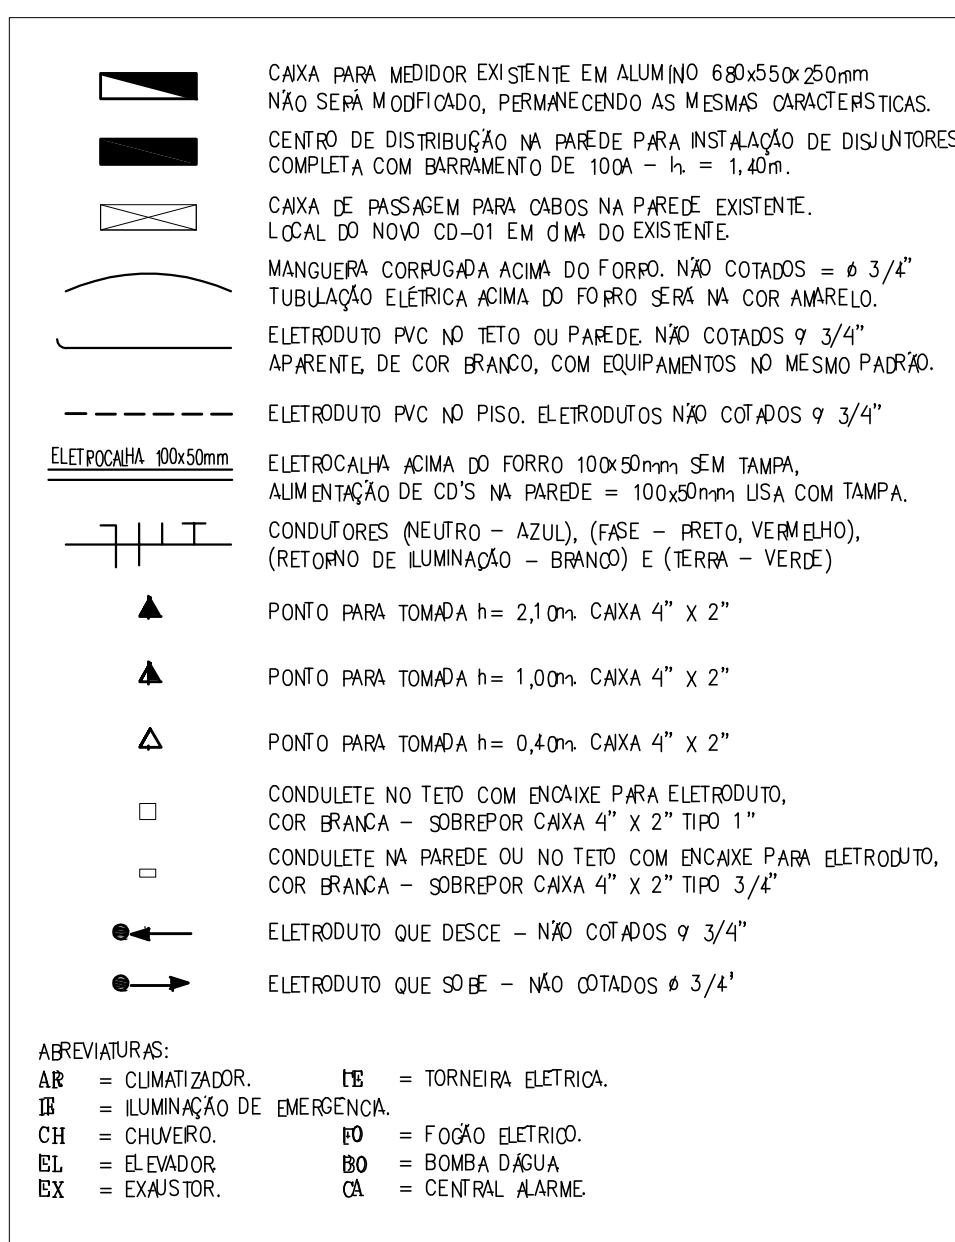 CAIXA PARA MEDIDOR EXISTENTE EM ALUMINO 680x550x250mm
NÃO SERÁ MODIFICADO, PERMANECENDO AS MESMAS CARACTERISTICAS.
CENTRO DE DISTRIBUÇÃO NA PAREDE PARA INSTALAÇÃO DE DISJUNTORES
COMPLETA COM BARRAMENTO DE 100A - h. = 1,40m.
CAIXA DE PASSAGEM PARA CABOS NA PAREDE EXISTENTE.
LOCAL DO NOVO CD-01 EM CIMA DO EXISTENTE.
MANGUEIRA CORRUGADA ACIMA DO FORRO. NÃO COTADOS = ø 3/4"
TUBULAÇÃO ELÉTRICA ACIMA DO FORRO SERÁ NA COR AMARELO.
ELETRODUTO PVC NO TETO OU PAREDE. NÃO COTADOS ø 3/4"
APARENTE, DE COR BRANCO, COM EQUIPAMENTOS NO MESMO PADRÃO.
ELETRODUTO PVC NO PISO. ELETRODUTOS NÃO COTADOS ø 3/4"
ELETROCALHA 100x50mm
ELETROCALHA ACIMA DO FORRO 100x50mm SEM TAMPA,
ALIMENTAÇÃO DE CD'S NA PAREDE = 100x50mm LISA COM TAMPA.
CONDUTORES (NEUTRO - AZUL), (FASE - PRETO, VERMELHO),
(RETORNO DE ILUMINAÇÃO - BRANCO) E (TERRA - VERDE)
PONTO PARA TOMADA h= 2,10m. CAIXA 4" X 2"
PONTO PARA TOMADA h= 1,00m. CAIXA 4" X 2"
PONTO PARA TOMADA h= 0,40m. CAIXA 4" X 2"
CONDULETE NO TETO COM ENCAIXE PARA ELETRODUTO,
COR BRANCA - SOBREPOR CAIXA 4" X 2" TIPO 1"
CONDULETE NA PAREDE OU NO TETO COM ENCAIXE PARA ELETRODUTO,
COR BRANCA - SOBREPOR CAIXA 4" X 2" TIPO 3/4"
ELETRODUTO QUE DESCE - NÃO COTADOS ø 3/4"
ELETRODUTO QUE SOBE - NÃO COTADOS ø 3/4'
ABREVIATURAS:
AR = CLIMATIZADOR. TE = TORNEIRA ELETRICA.
IE = ILUMINAÇÃO DE EMERGENCIA.
CH = CHUVEIRO. FO = FOGÃO ELETRICO.
EL = ELEVADOR BO = BOMBA DÁGUA
EX = EXAUSTOR. CA = CENTRAL ALARME.